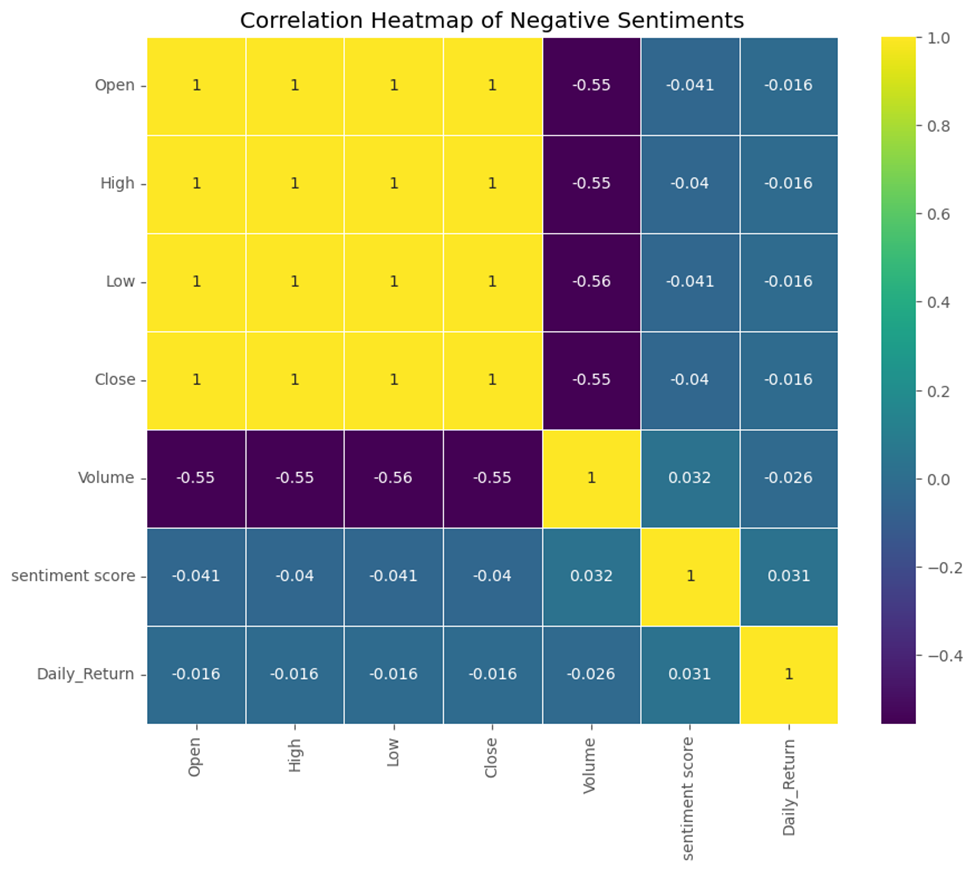 Correlation Heatmap of Negative Sentiments
Open 1 1 1 1 -0.55 -0.041 -0.016
High 1 1 1 1 -0.55 -0.04 -0.016
Low 1 1 1 1 -0.56 -0.041 -0.016
Close 1 1 1 1 -0.55 -0.04 -0.016
Volume -0.55 -0.55 -0.56 -0.55 1 0.032 -0.026
sentiment score -0.041 -0.04 -0.041 -0.04 0.032 1 0.031
Daily_Return -0.016 -0.016 -0.016 -0.016 -0.026 0.031 1
Open High Low Close Volume sentiment score Daily_Return
1.0
0.8
0.6
0.4
0.2
0.0
−0.2
−0.4